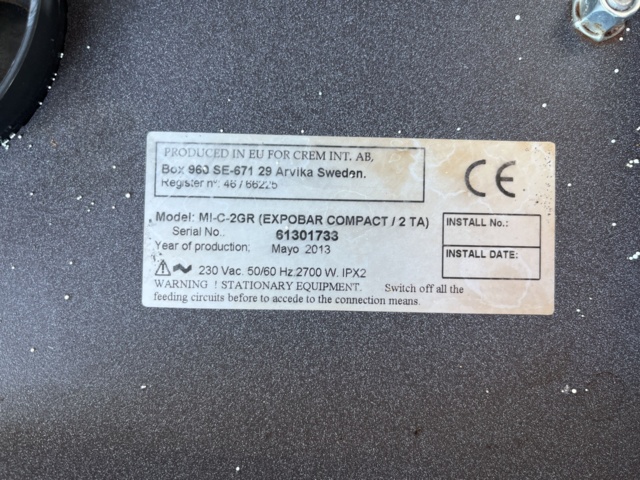 PRODUCED IN EU FOR CREM INT. AB,
Box 960 SE-671 29 Arvika Sweden.
Register nº. 46766225
CE
Model: MI-C-2GR (EXPOBAR COMPACT / 2 TA)
Serial No.. 61301733
Year of production: Mayo 2013
INSTALL No.:
INSTALL DATE:
230 Vac. 50/60 Hz.2700 W. IPX2
WARNING ! STATIONARY EQUIPMENT. Switch off all the
feeding circuits before to accede to the connection means.